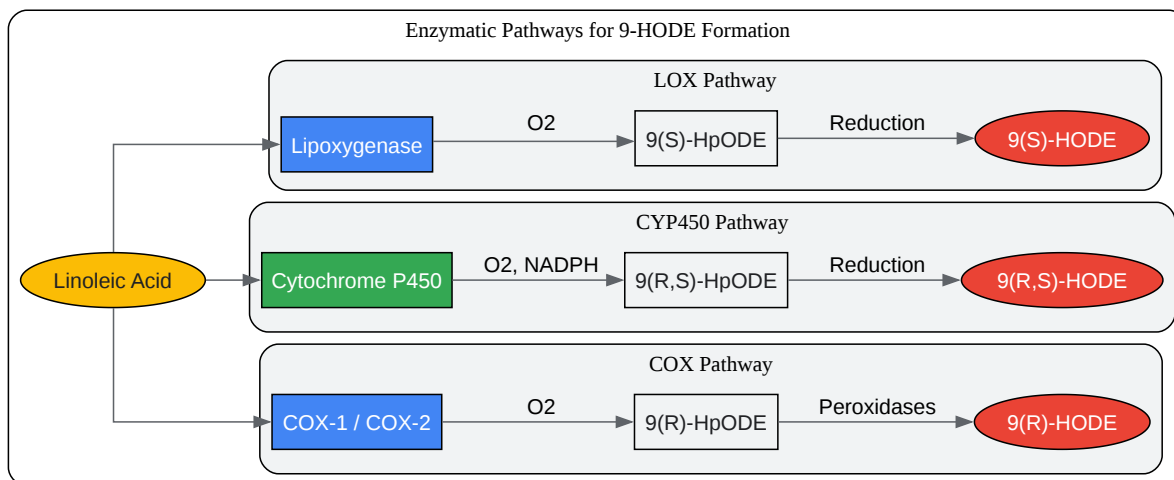 Enzymatic Pathways for 9-HODE Formation
LOX Pathway
Lipoxygenase
O2
9(S)-HpODE
Reduction
9(S)-HODE
Linoleic Acid
CYP450 Pathway
Cytochrome P450
O2, NADPH
9(R,S)-HpODE
Reduction
9(R,S)-HODE
COX Pathway
COX-1 / COX-2
O2
9(R)-HpODE
Peroxidases
9(R)-HODE